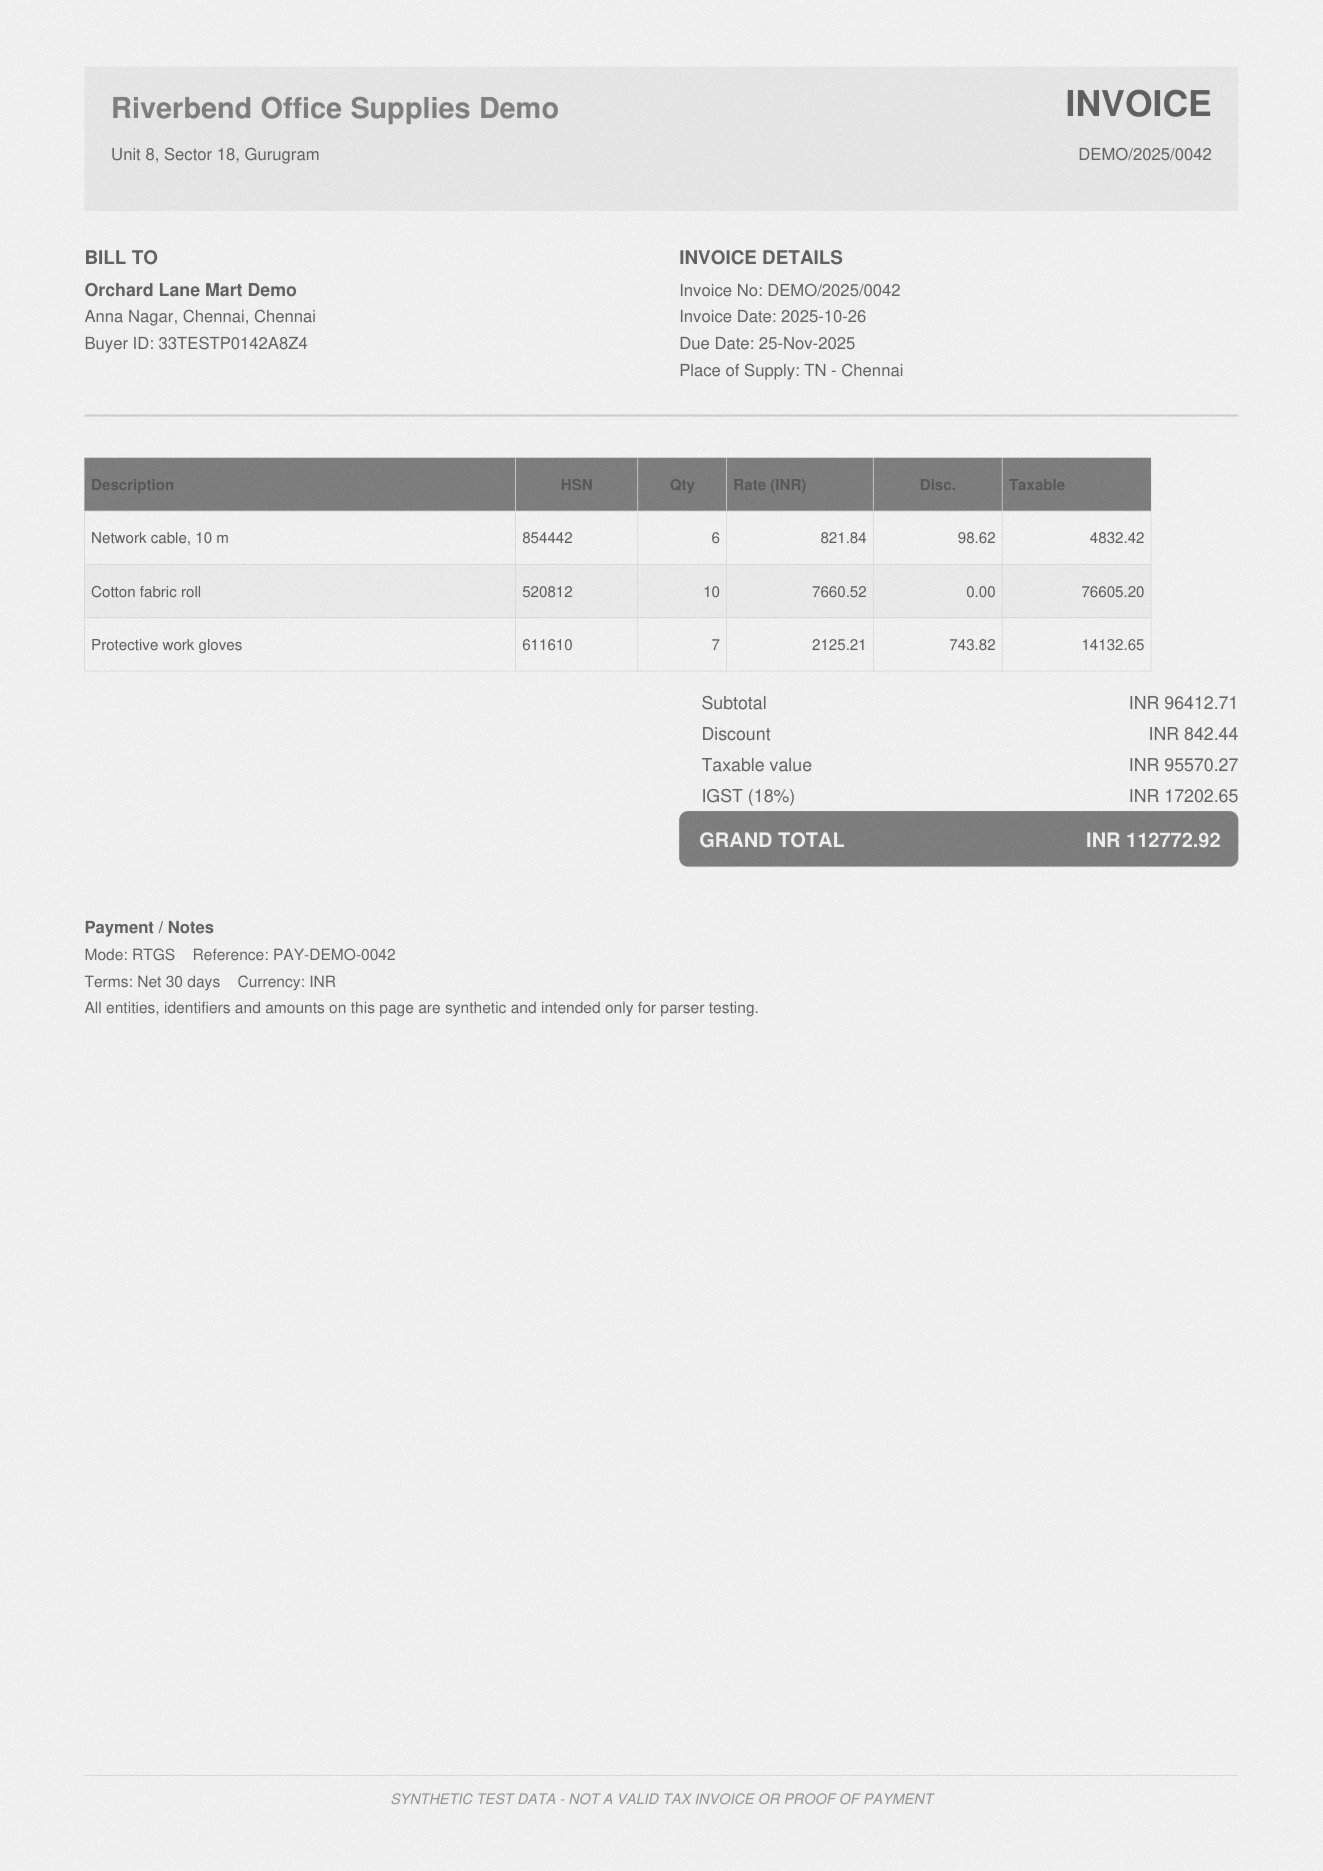 Riverbend Office Supplies Demo
INVOICE
Unit 8, Sector 18, Gurugram
DEMO/2025/0042
BILL TO
Orchard Lane Mart Demo
Anna Nagar, Chennai, Chennai
Buyer ID: 33TESTP0142A8Z4
INVOICE DETAILS
Invoice No: DEMO/2025/0042
Invoice Date: 2025-10-26
Due Date: 25-Nov-2025
Place of Supply: TN - Chennai
Description HSN Qty Rate (INR) Disc. Taxable
Network cable, 10 m 854442 6 821.84 98.62 4832.42
Cotton fabric roll 520812 10 7660.52 0.00 76605.20
Protective work gloves 611610 7 2125.21 743.82 14132.65
Subtotal INR 96412.71
Discount INR 842.44
Taxable value INR 95570.27
IGST (18%) INR 17202.65
GRAND TOTAL INR 112772.92
Payment / Notes
Mode: RTGS Reference: PAY-DEMO-0042
Terms: Net 30 days Currency: INR
All entities, identifiers and amounts on this page are synthetic and intended only for parser testing.
SYNTHETIC TEST DATA - NOT A VALID TAX INVOICE OR PROOF OF PAYMENT